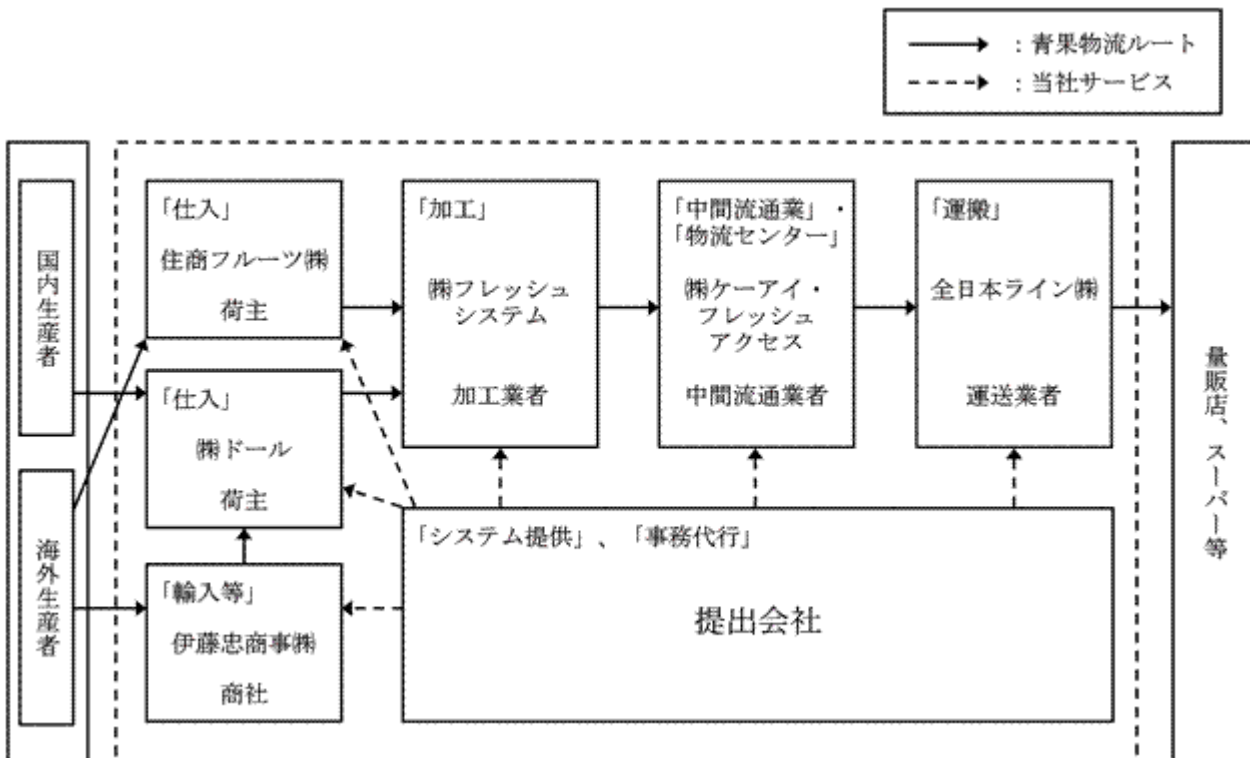 ：青果物流ルート
：当社サービス
国内生産者
海外生産者
「仕入」
住商フルーツ㈱
荷主
「仕入」
㈱ドール
荷主
「輸入等」
伊藤忠商事㈱
商社
「加工」
㈱フレッシュ
システム
加工業者
「中間流通業」・
「物流センター」
㈱ケーアイ・
フレッシュ
アクセス
中間流通業者
「運搬」
全日本ライン㈱
運送業者
「システム提供」、「事務代行」
提出会社
量販店、スーパー等